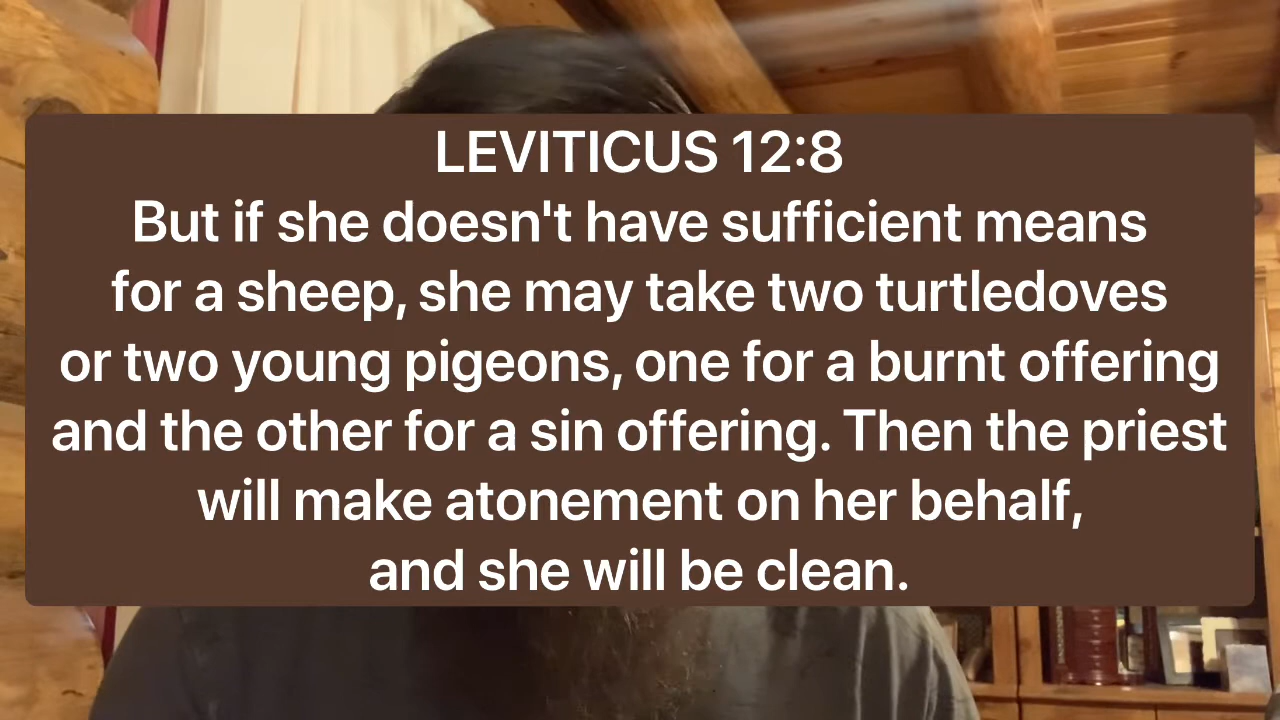 LEVITICUS 12:8
But if she doesn't have sufficient means
for a sheep, she may take two turtledoves
or two young pigeons, one for a burnt offering
and the other for a sin offering. Then the priest
will make atonement on her behalf,
and she will be clean.